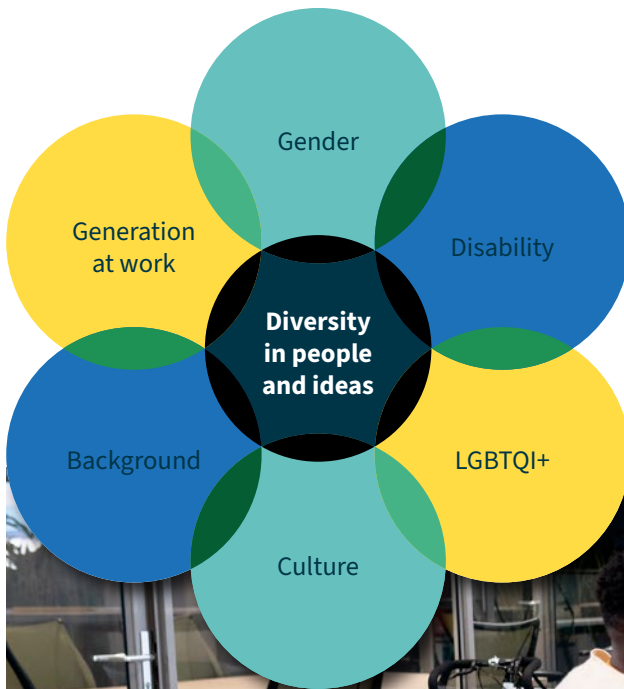 Gender
Generation
at work
Disability
Diversity
in people
and ideas
Background
LGBTQI+
Culture